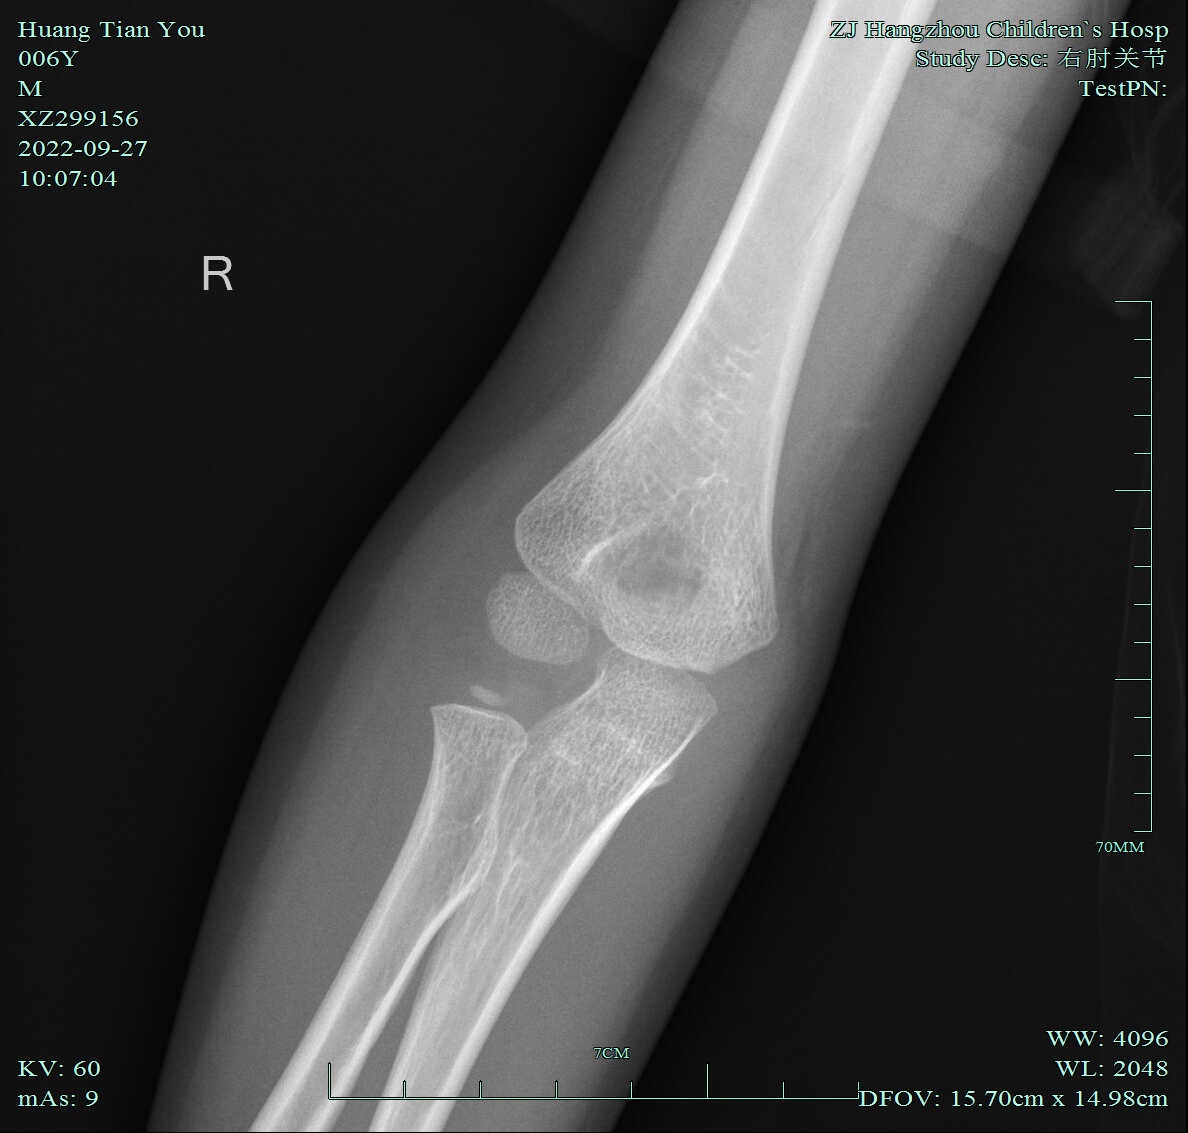 Huang Tian You
006Y
M
XZ299156
2022-09-27
10:07:04
ZJ Hangzhou Children`s Hosp
Study Desc: 右肘关节
TestPN:
R
70MM
7CM
KV: 60
mAs: 9
WW: 4096
WL: 2048
DFOV: 15.70cm x 14.98cm